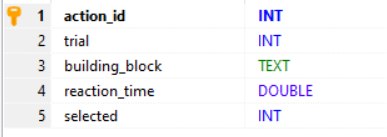 1 action_id INT
2 trial INT
3 building_block TEXT
4 reaction_time DOUBLE
5 selected INT